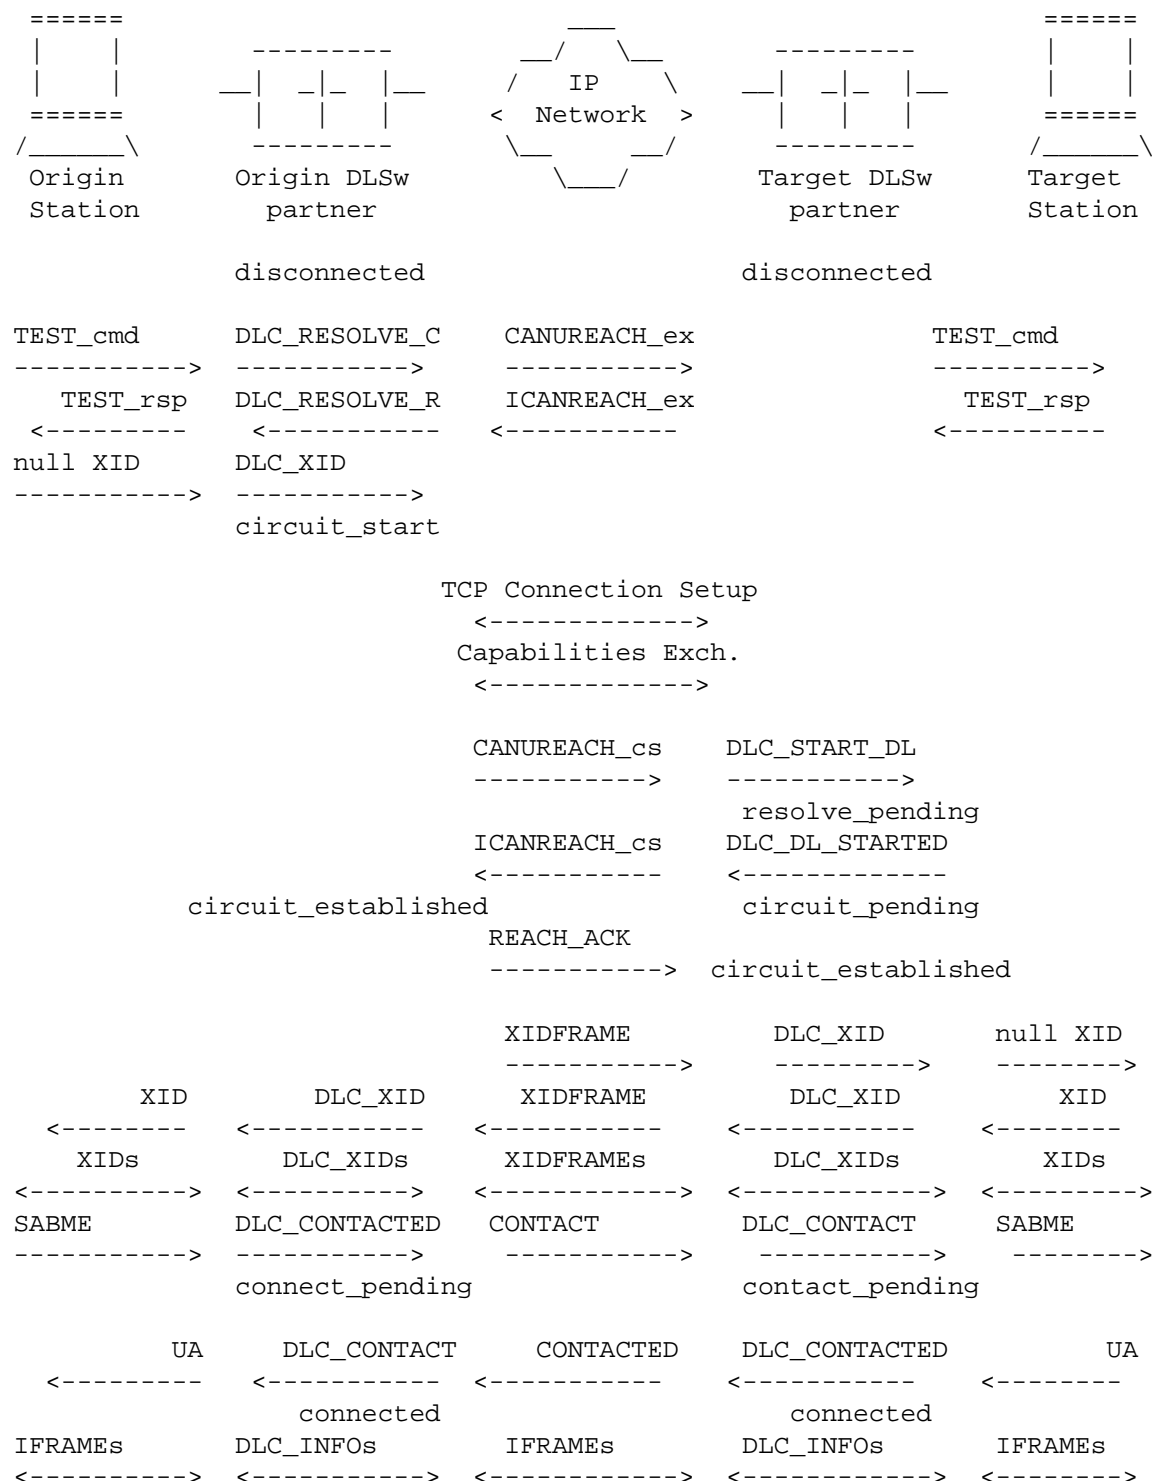 IP
Network
Origin Origin DLSw Target DLSw Target
Station partner partner Station
disconnected disconnected
TEST_cmd DLC_RESOLVE_C CANUREACH_ex TEST_cmd
TEST_rsp DLC_RESOLVE_R ICANREACH_ex TEST_rsp
null XID DLC_XID
circuit_start
TCP Connection Setup
Capabilities Exch.
CANUREACH_cs DLC_START_DL
resolve_pending
ICANREACH_cs DLC_DL_STARTED
circuit_established circuit_pending
REACH_ACK
circuit_established
XIDFRAME DLC_XID null XID
XID DLC_XID XIDFRAME DLC_XID XID
XIDs DLC_XIDs XIDFRAMEs DLC_XIDs XIDs
SABME DLC_CONTACTED CONTACT DLC_CONTACT SABME
connect_pending contact_pending
UA DLC_CONTACT CONTACTED DLC_CONTACTED UA
connected connected
IFRAMEs DLC_INFOs IFRAMEs DLC_INFOs IFRAMEs